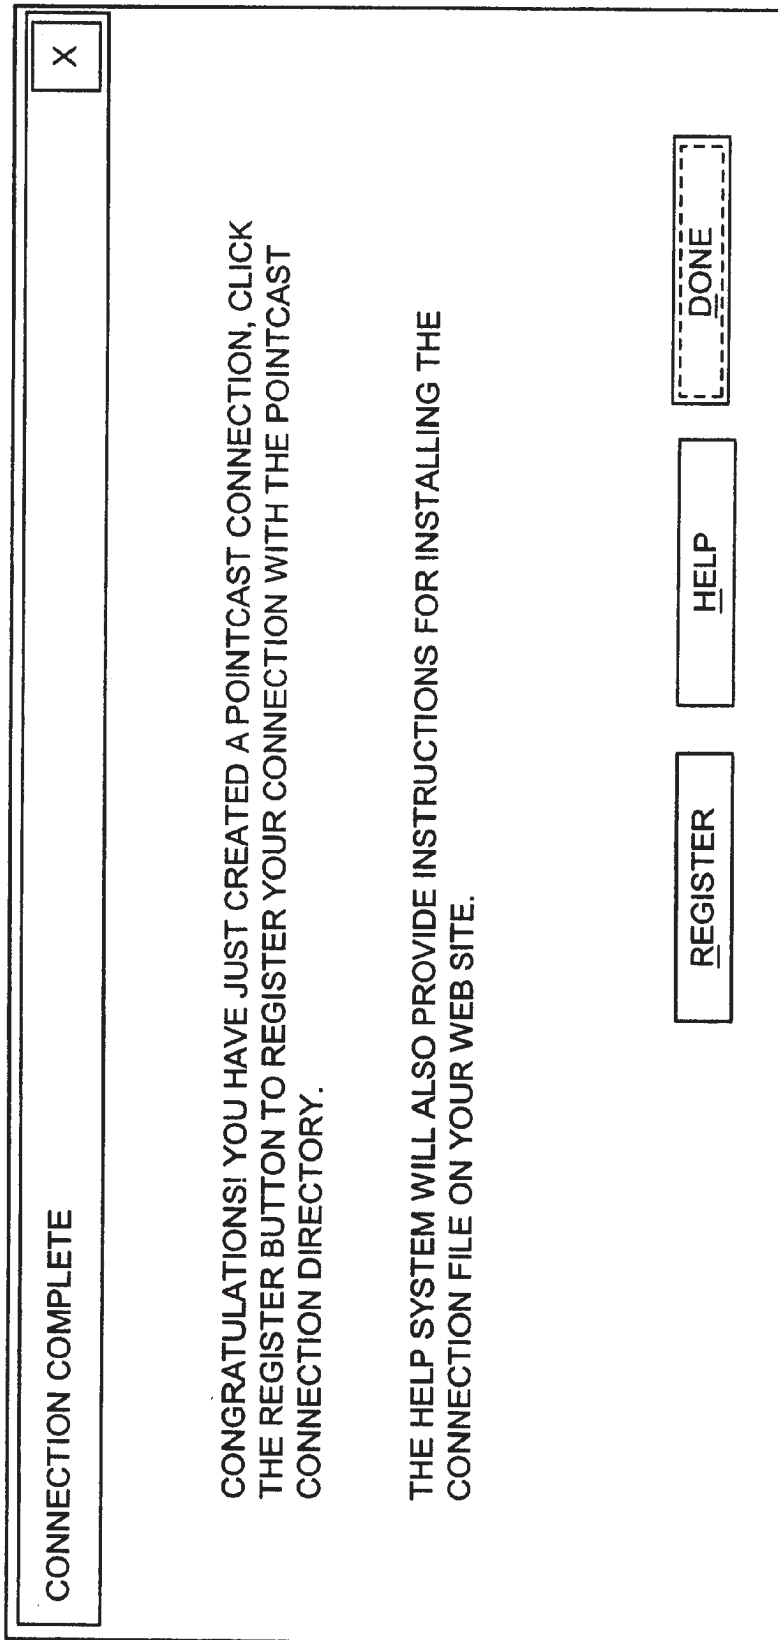 CONNECTION COMPLETE
X
CONGRATULATIONS! YOU HAVE JUST CREATED A POINTCAST CONNECTION, CLICK
THE REGISTER BUTTON TO REGISTER YOUR CONNECTION WITH THE POINTCAST
CONNECTION DIRECTORY.
THE HELP SYSTEM WILL ALSO PROVIDE INSTRUCTIONS FOR INSTALLING THE
CONNECTION FILE ON YOUR WEB SITE.
REGISTER
HELP
DONE